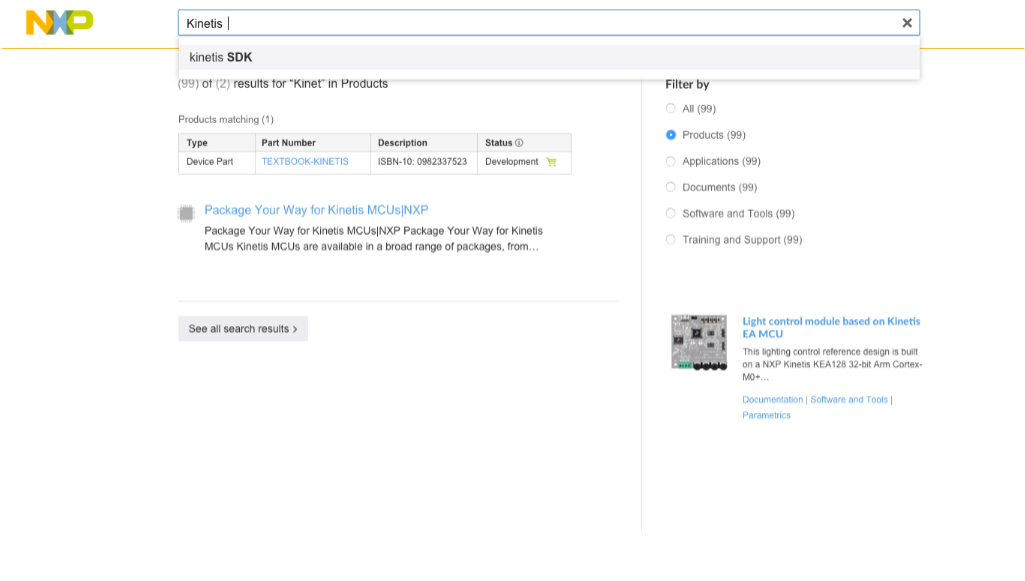 NXP
Kinetis
kinetis SDK
(99) of (2) results for "Kinet" in Products
Products matching (1)
Type Part Number Description Status
Device Part TEXTBOOK-KINETIS ISBN-10: 0982337523 Development
Package Your Way for Kinetis MCUs|NXP
Package Your Way for Kinetis MCUs|NXP Package Your Way for Kinetis
MCUs Kinetis MCUs are available in a broad range of packages, from...
See all search results >
Filter by
All (99)
Products (99)
Applications (99)
Documents (99)
Software and Tools (99)
Training and Support (99)
Light control module based on Kinetis
EA MCU
This lighting control reference design is built
on a NXP Kinetis KEA128 32-bit Arm Cortex-
M0+...
Documentation | Software and Tools |
Parametrics